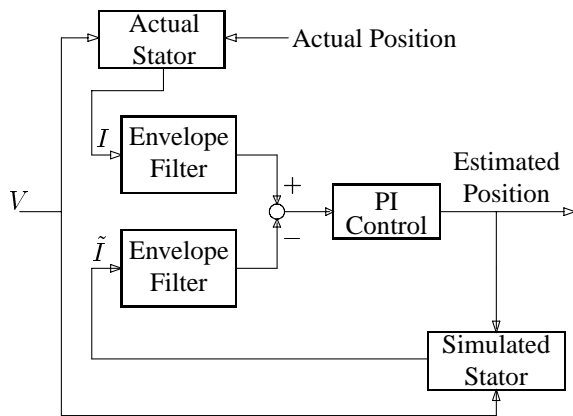 Actual
Stator
Actual Position
I
Envelope
Filter
V
+
−
PI
Control
Estimated
Position
Ĩ
Envelope
Filter
Simulated
Stator